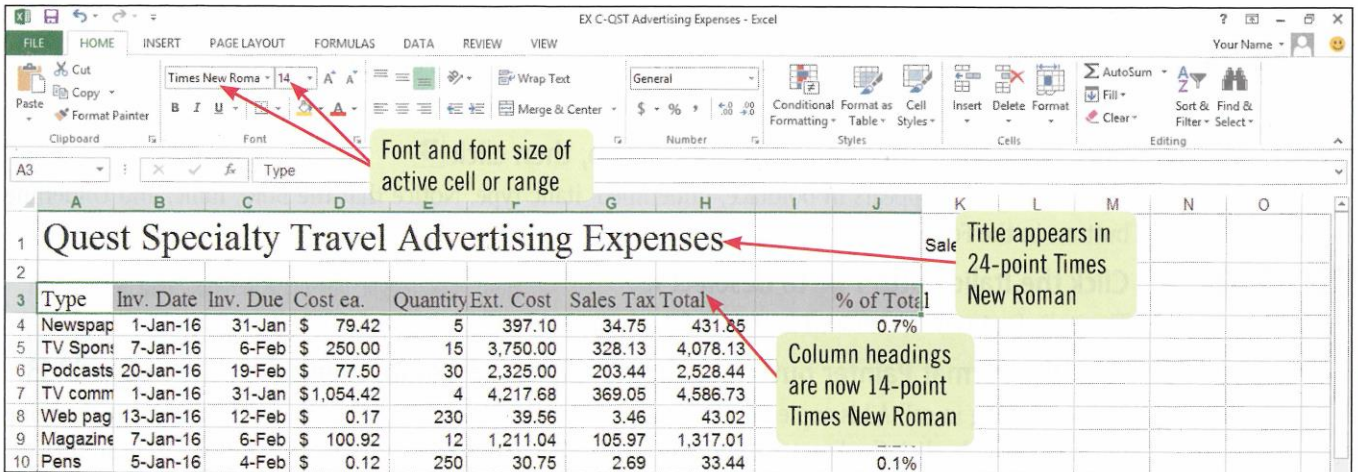 EX C-QST Advertising Expenses - Excel
?
FILE HOME INSERT PAGE LAYOUT FORMULAS DATA REVIEW VIEW Your Name
Cut
Copy
Format Painter
Paste
Clipboard
Times New Roma 14
B I U
Font
Wrap Text
Merge & Center
General
$ % ,
Number
Conditional Formatting
Format as Table
Cell Styles
Styles
Insert Delete Format
Cells
AutoSum
Fill
Clear
Sort & Filter
Find & Select
Editing
Font and font size of
active cell or range
A3 fx Type
A B C D E F G H I J K L M N O
1 Quest Specialty Travel Advertising Expenses
Title appears in
24-point Times
New Roman
2
3 Type Inv. Date Inv. Due Cost ea. Quantity Ext. Cost Sales Tax Total % of Total
4 Newspap 1-Jan-16 31-Jan $ 79.42 5 397.10 34.75 431.85 0.7%
5 TV Spons 7-Jan-16 6-Feb $ 250.00 15 3,750.00 328.13 4,078.13
6 Podcasts 20-Jan-16 19-Feb $ 77.50 30 2,325.00 203.44 2,528.44
7 TV comm 1-Jan-16 31-Jan $1,054.42 4 4,217.68 369.05 4,586.73
8 Web pag 13-Jan-16 12-Feb $ 0.17 230 39.56 3.46 43.02
9 Magazine 7-Jan-16 6-Feb $ 100.92 12 1,211.04 105.97 1,317.01
10 Pens 5-Jan-16 4-Feb $ 0.12 250 30.75 2.69 33.44 0.1%
Column headings
are now 14-point
Times New Roman